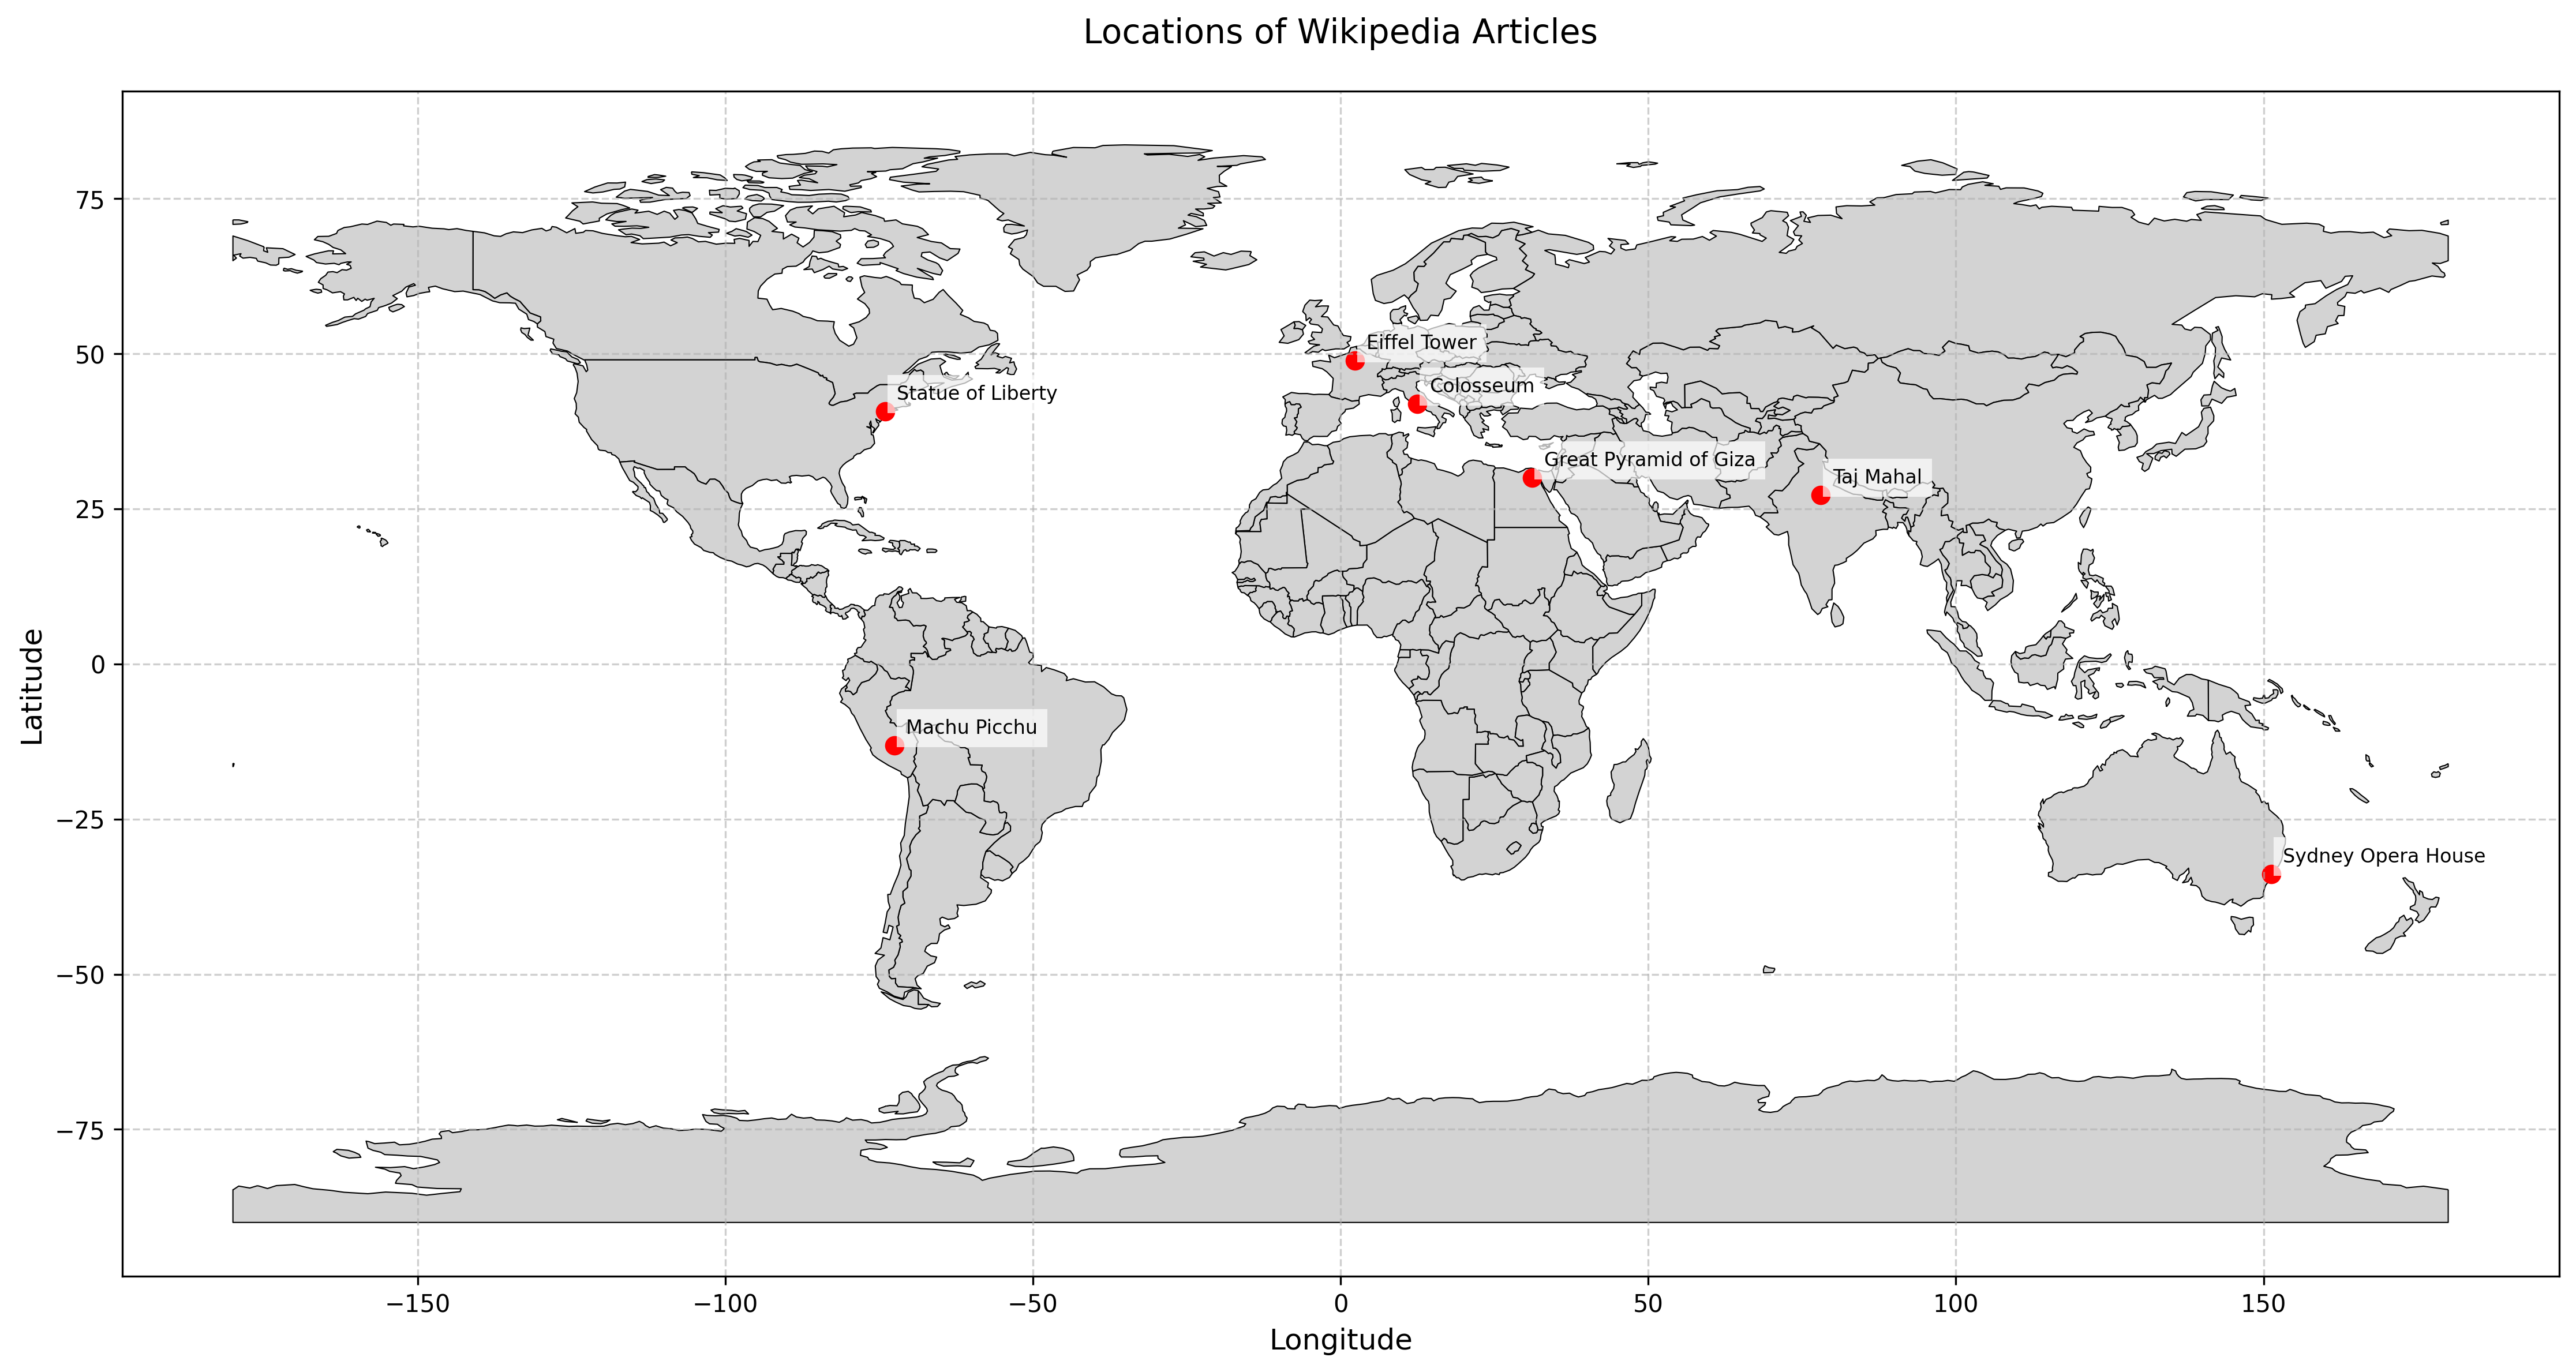 Locations of Wikipedia Articles
Latitude
75
50
25
0
−25
−50
−75
Eiffel Tower
Colosseum
Statue of Liberty
Great Pyramid of Giza
Taj Mahal
Machu Picchu
Sydney Opera House
−150
−100
−50
0
50
100
150
Longitude